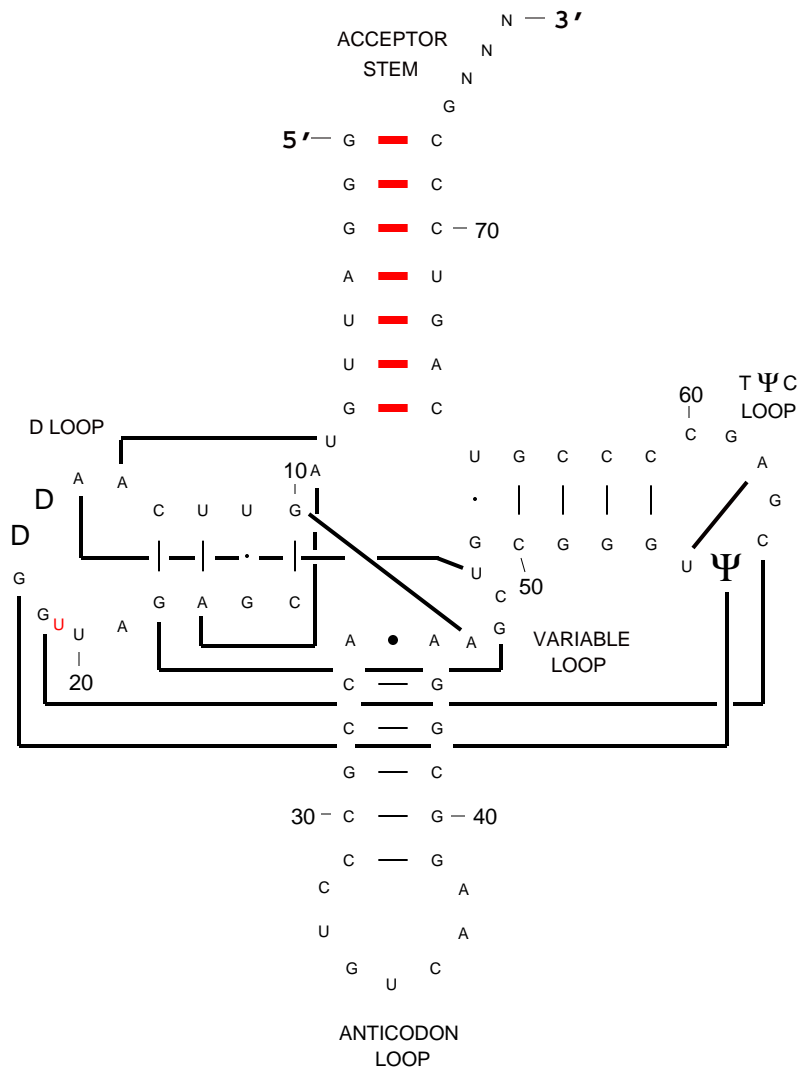 N 3′
ACCEPTOR
STEM
N
N
G
5′ G C
G C
G C 70
A U
U G
U A
G C
60
T Ψ C
LOOP
D LOOP
U
C G
A
A A
10 A
U G C C C
D
C U U G
G
D
G C G G G
C
U
Ψ
U
50
G
C
G A G C
G U
U A
20
A A A
G
VARIABLE
LOOP
C G
C G
G C
30 C G 40
C G
C A
U A
G C
U
ANTICODON
LOOP